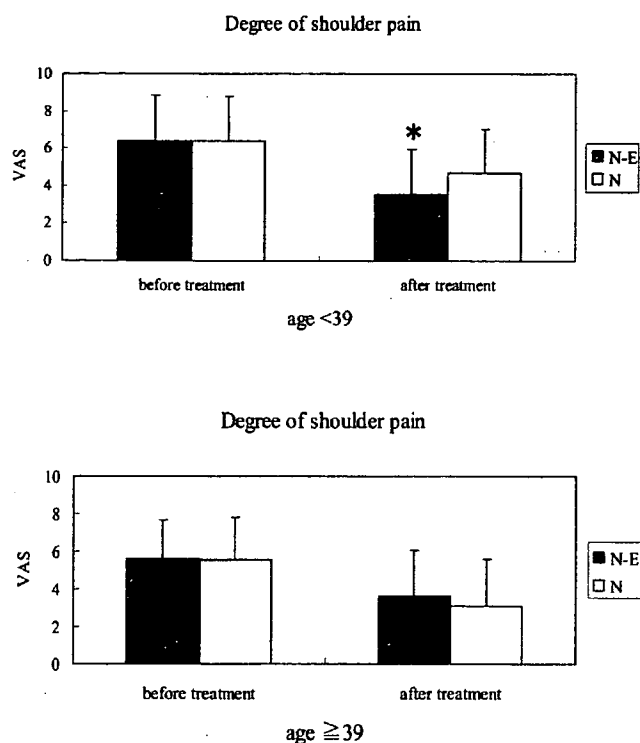 Degree of shoulder pain
10
8
6
4
2
0
VAS
*
N-E
N
before treatment
after treatment
age <39
Degree of shoulder pain
10
8
6
4
2
0
VAS
N-E
N
before treatment
after treatment
age ≧39